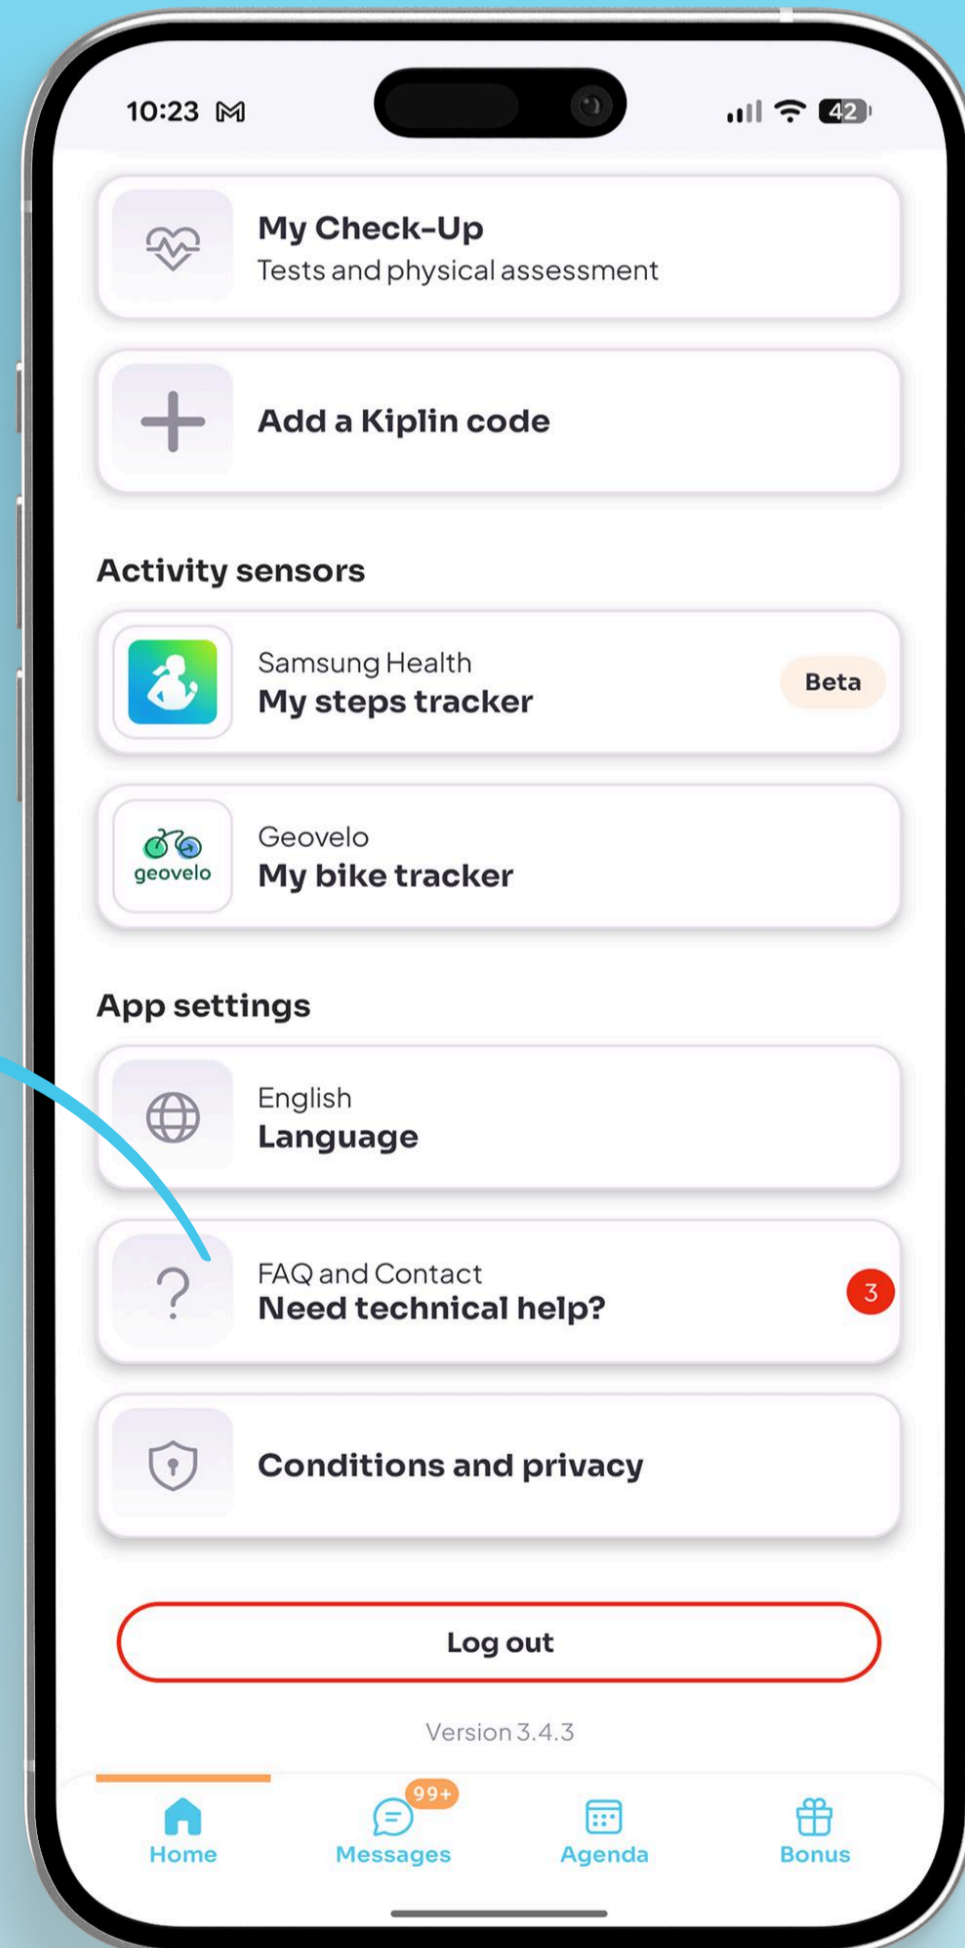 10:23
42
My Check-Up
Tests and physical assessment
Add a Kiplin code
Activity sensors
Samsung Health
My steps tracker
Beta
geovelo
Geovelo
My bike tracker
App settings
English
Language
?
FAQ and Contact
Need technical help?
3
Conditions and privacy
Log out
Version 3.4.3
99+
Home
Messages
Agenda
Bonus